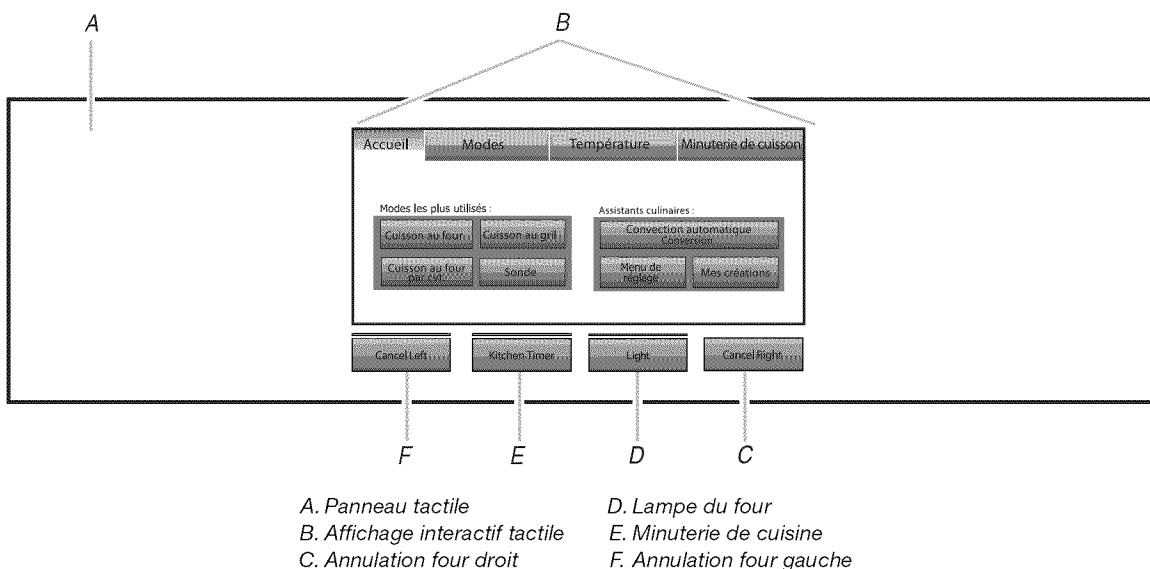 A
B
Accueil
Modes
Température
Minuterie de cuisson
Modes les plus utilisés :
Assistants culinaires :
Cuisson au four
Cuisson au gril
Convection automatique
Conversion
Cuisson au four
par cvt.
Sonde
Menu de
réglage
Mes créations
Cancel Left
Kitchen Timer
Light
Cancel Right
F
E
D
C
A. Panneau tactile
B. Affichage interactif tactile
C. Annulation four droit
D. Lampe du four
E. Minuterie de cuisine
F. Annulation four gauche